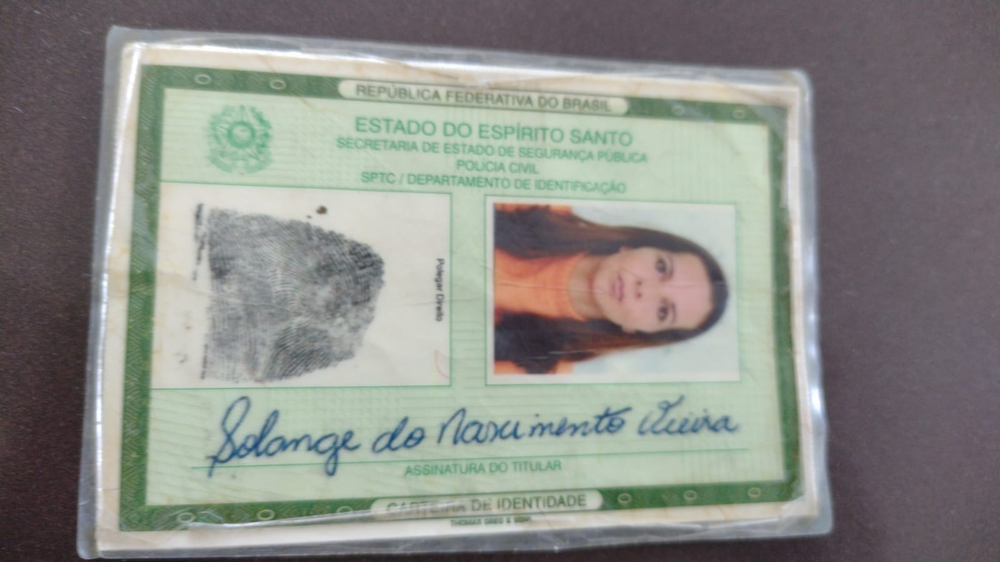 REPÚBLICA FEDERATIVA DO BRASIL
ESTADO DO ESPÍRITO SANTO
SECRETARIA DE ESTADO DE SEGURANÇA PÚBLICA
POLÍCIA CIVIL
SPTC / DEPARTAMENTO DE IDENTIFICAÇÃO
Polegar Direito
Solange do Nascimento Vieira
ASSINATURA DO TITULAR
CARTEIRA DE IDENTIDADE
THOMAS GREG & SONS